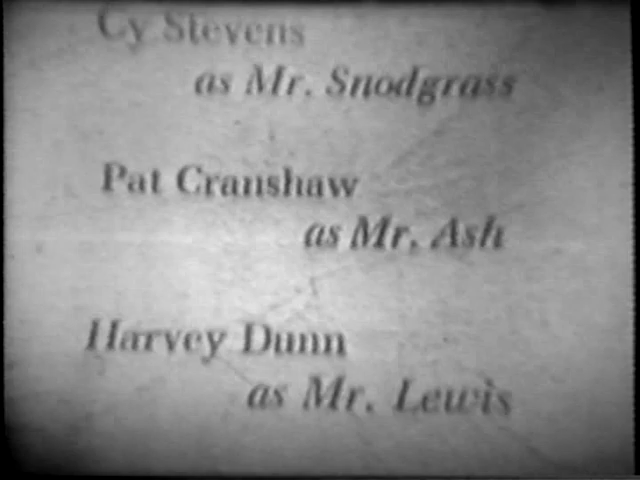 Cy Stevens
as Mr. Snodgrass
Pat Cranshaw
as Mr. Ash
Harvey Dunn
as Mr. Lewis